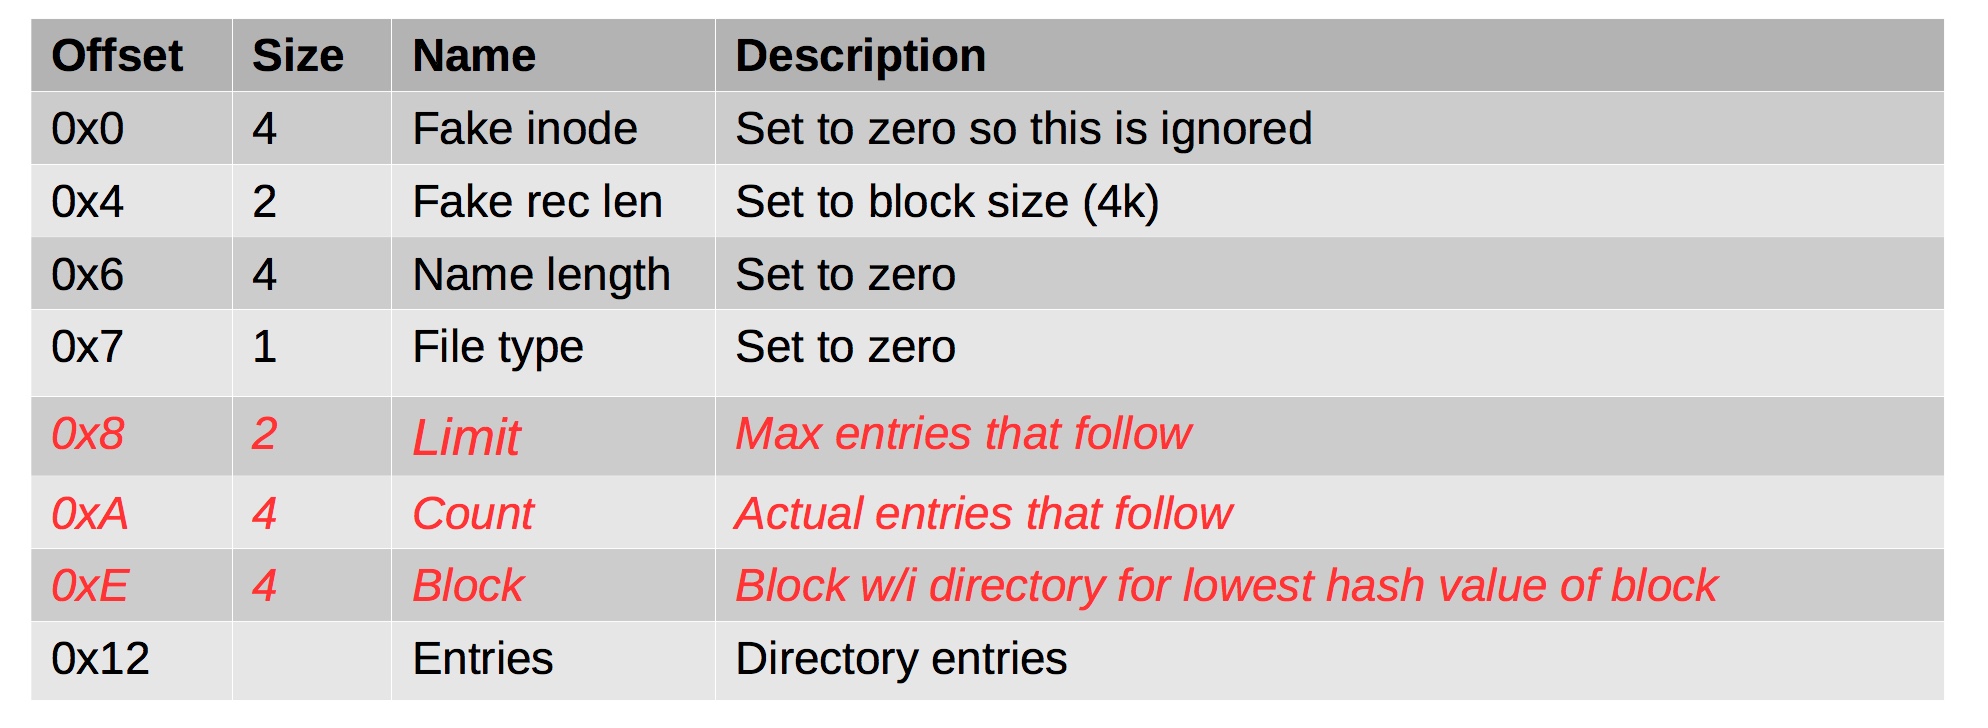 Offset Size Name Description
0x0 4 Fake inode Set to zero so this is ignored
0x4 2 Fake rec len Set to block size (4k)
0x6 4 Name length Set to zero
0x7 1 File type Set to zero
0x8 2 Limit Max entries that follow
0xA 4 Count Actual entries that follow
0xE 4 Block Block w/i directory for lowest hash value of block
0x12 Entries Directory entries